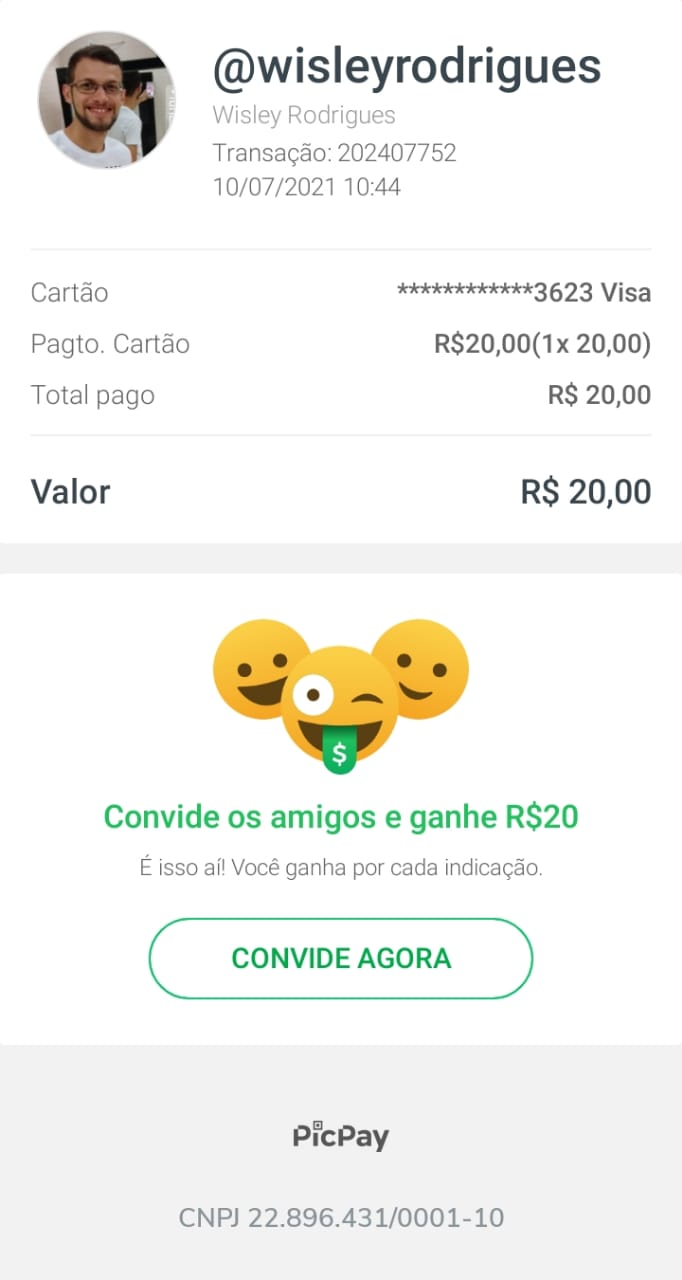 @wisleyrodrigues
Wisley Rodrigues
Transação: 202407752
10/07/2021 10:44
Cartão ************3623 Visa
Pagto. Cartão R$20,00(1x 20,00)
Total pago R$ 20,00
Valor R$ 20,00
$
Convide os amigos e ganhe R$20
É isso aí! Você ganha por cada indicação.
CONVIDE AGORA
PicPay
CNPJ 22.896.431/0001-10